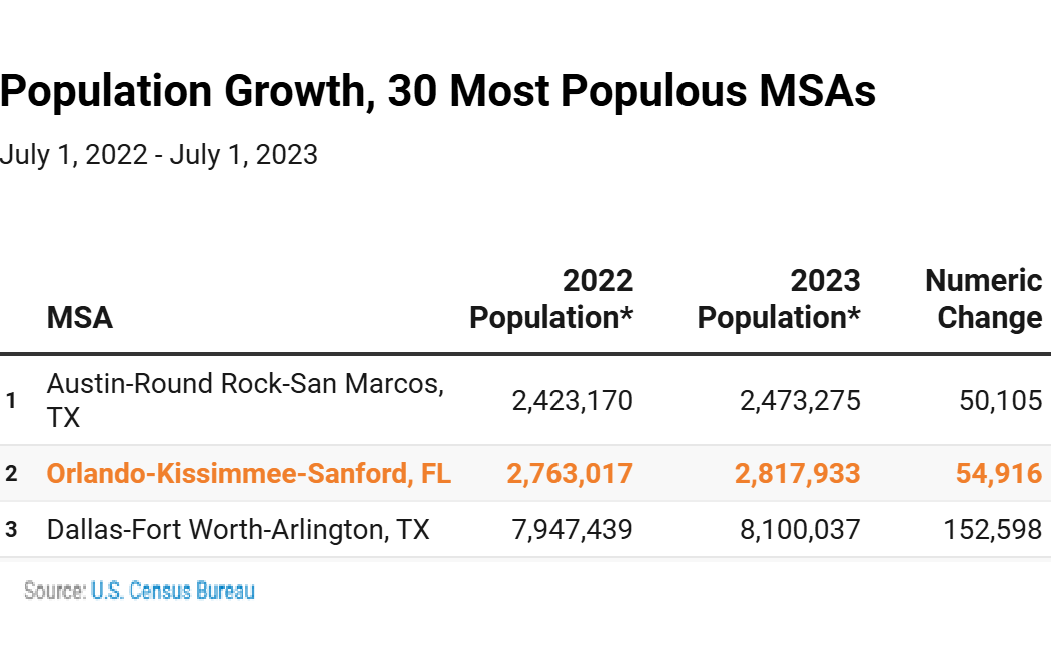 Population Growth, 30 Most Populous MSAs
July 1, 2022 - July 1, 2023
MSA 2022 Population* 2023 Population* Numeric Change
1 Austin-Round Rock-San Marcos, TX 2,423,170 2,473,275 50,105
2 Orlando-Kissimmee-Sanford, FL 2,763,017 2,817,933 54,916
3 Dallas-Fort Worth-Arlington, TX 7,947,439 8,100,037 152,598
Source: U.S. Census Bureau